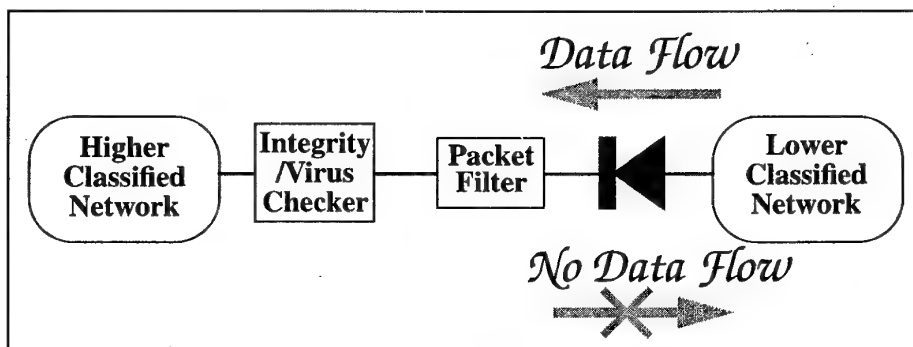 Data Flow
Higher
Classified
Network
Integrity
/Virus
Checker
Packet
Filter
Lower
Classified
Network
No Data Flow